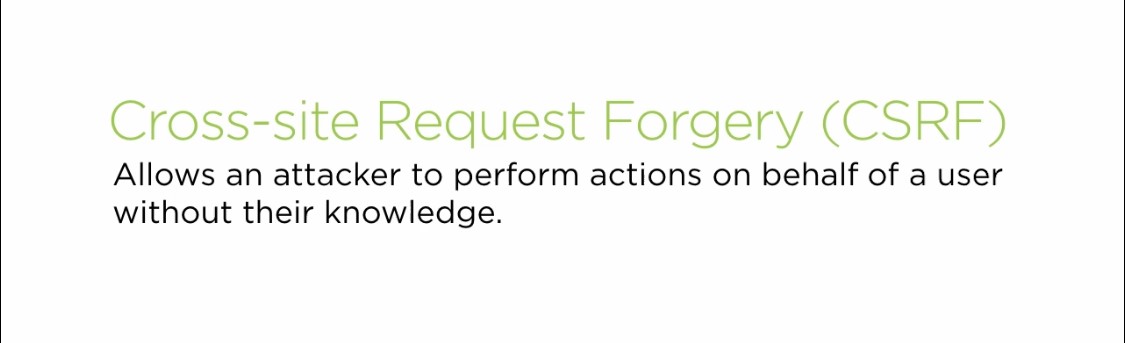 Cross-site Request Forgery (CSRF)
Allows an attacker to perform actions on behalf of a user
without their knowledge.